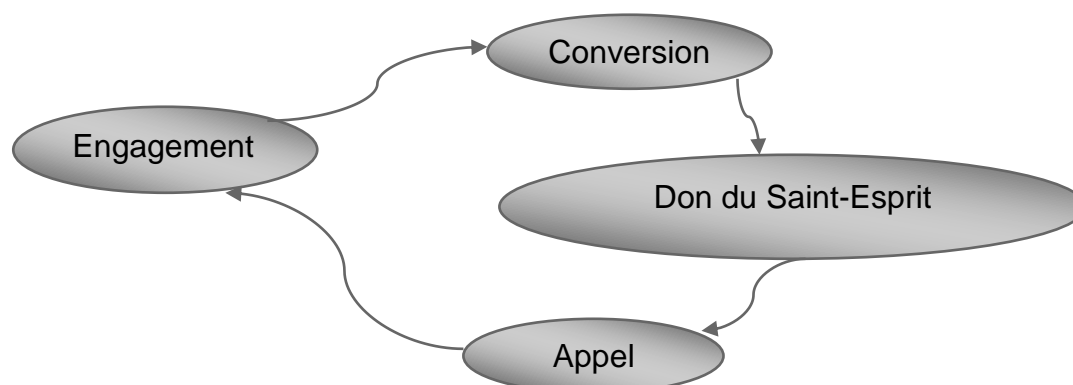 Conversion
Engagement
Don du Saint-Esprit
Appel